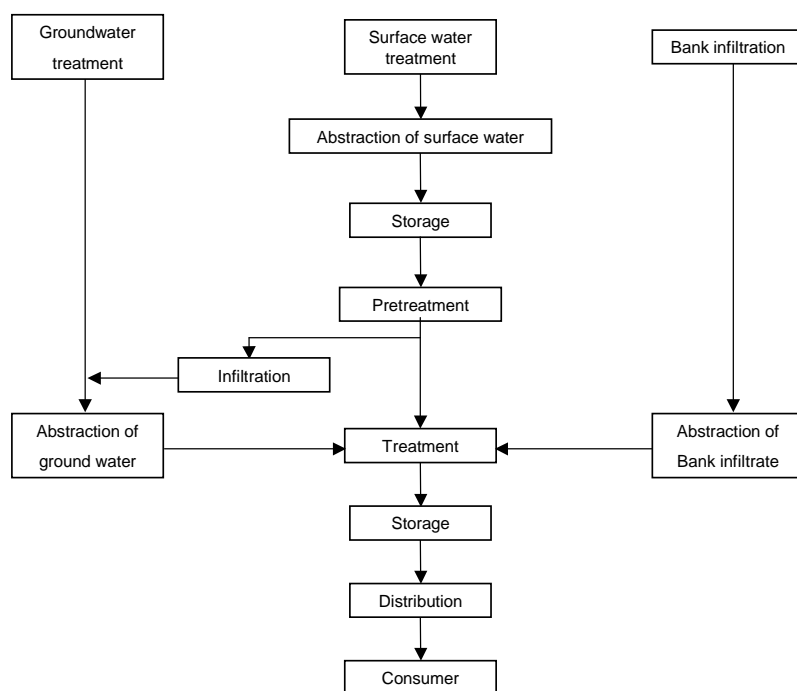 Groundwater
treatment
Surface water
treatment
Bank infiltration
Abstraction of surface water
Storage
Pretreatment
Infiltration
Abstraction of
ground water
Treatment
Abstraction of
Bank infiltrate
Storage
Distribution
Consumer